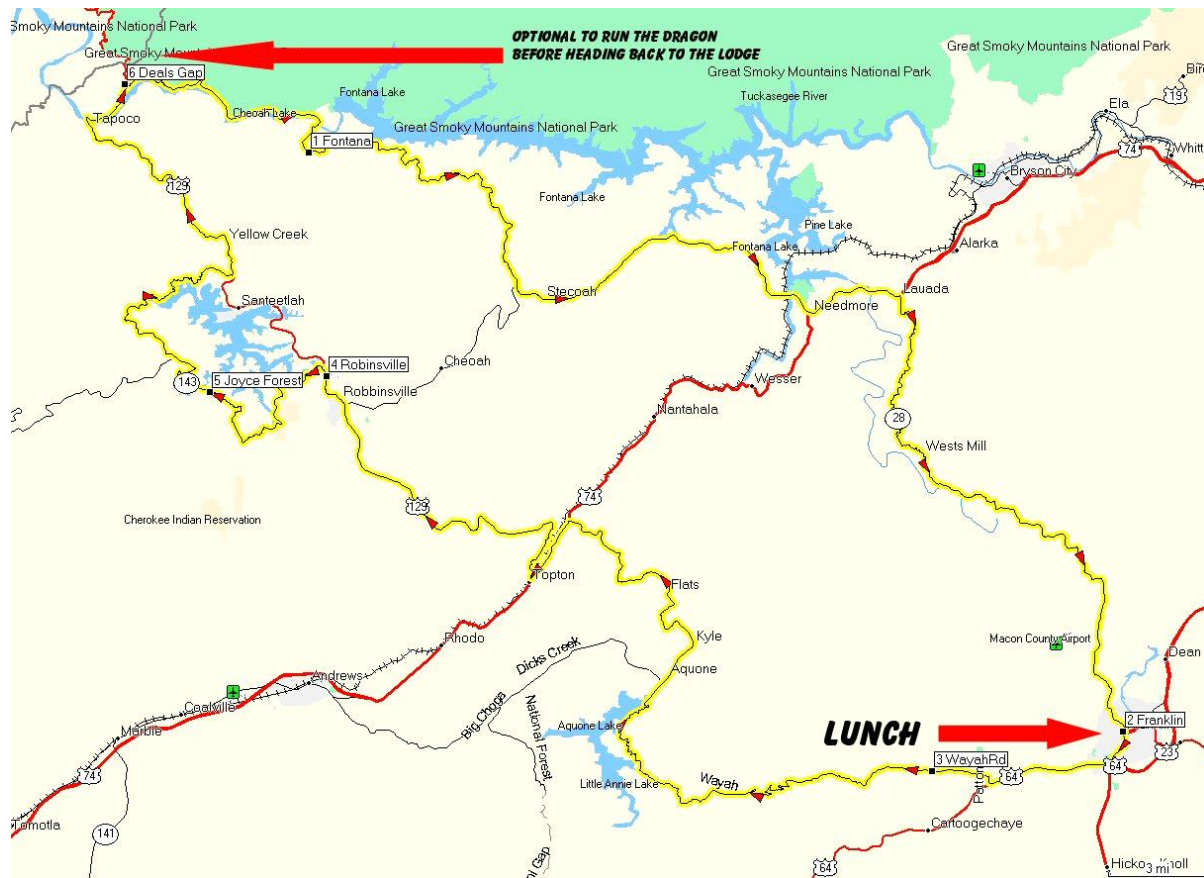 Smoky Mountains National Park
OPTIONAL TO RUN THE DRAGON
BEFORE HEADING BACK TO THE LODGE
Great Smoky Mountains National Park
Great Smoky Mountains National Park
Great Smoky Mountains National Park
6 Deals Gap
Fontana Lake
Tuckasegee River
19
Tapoco
Cheoah Lake
Ela
1 Fontana
Great Smoky Mountains National Park
74
Whitt
Bryson City
129
Fontana Lake
Pine Lake
Yellow Creek
Fontana Lake
Alarka
Stecoah
Lauada
Santeetlah
Needmore
4 Robinsville
Cheoah
143
5 Joyce Forest
Robbinsville
Wesser
Nantahala
28
Wests Mill
74
129
Cherokee Indian Reservation
Topton
Flats
Kyle
Macon County Airport
Rhodo
Dicks Creek
Dean
Aquone
Andrews
Big Choga
National Forest
Coalville
Aquone Lake
LUNCH
2 Franklin
Marble
23
3 WayahRd
64
74
Little Annie Lake
Wayah
64
Patton
Tomotla
141
Cartoogechaye
64
3 mi